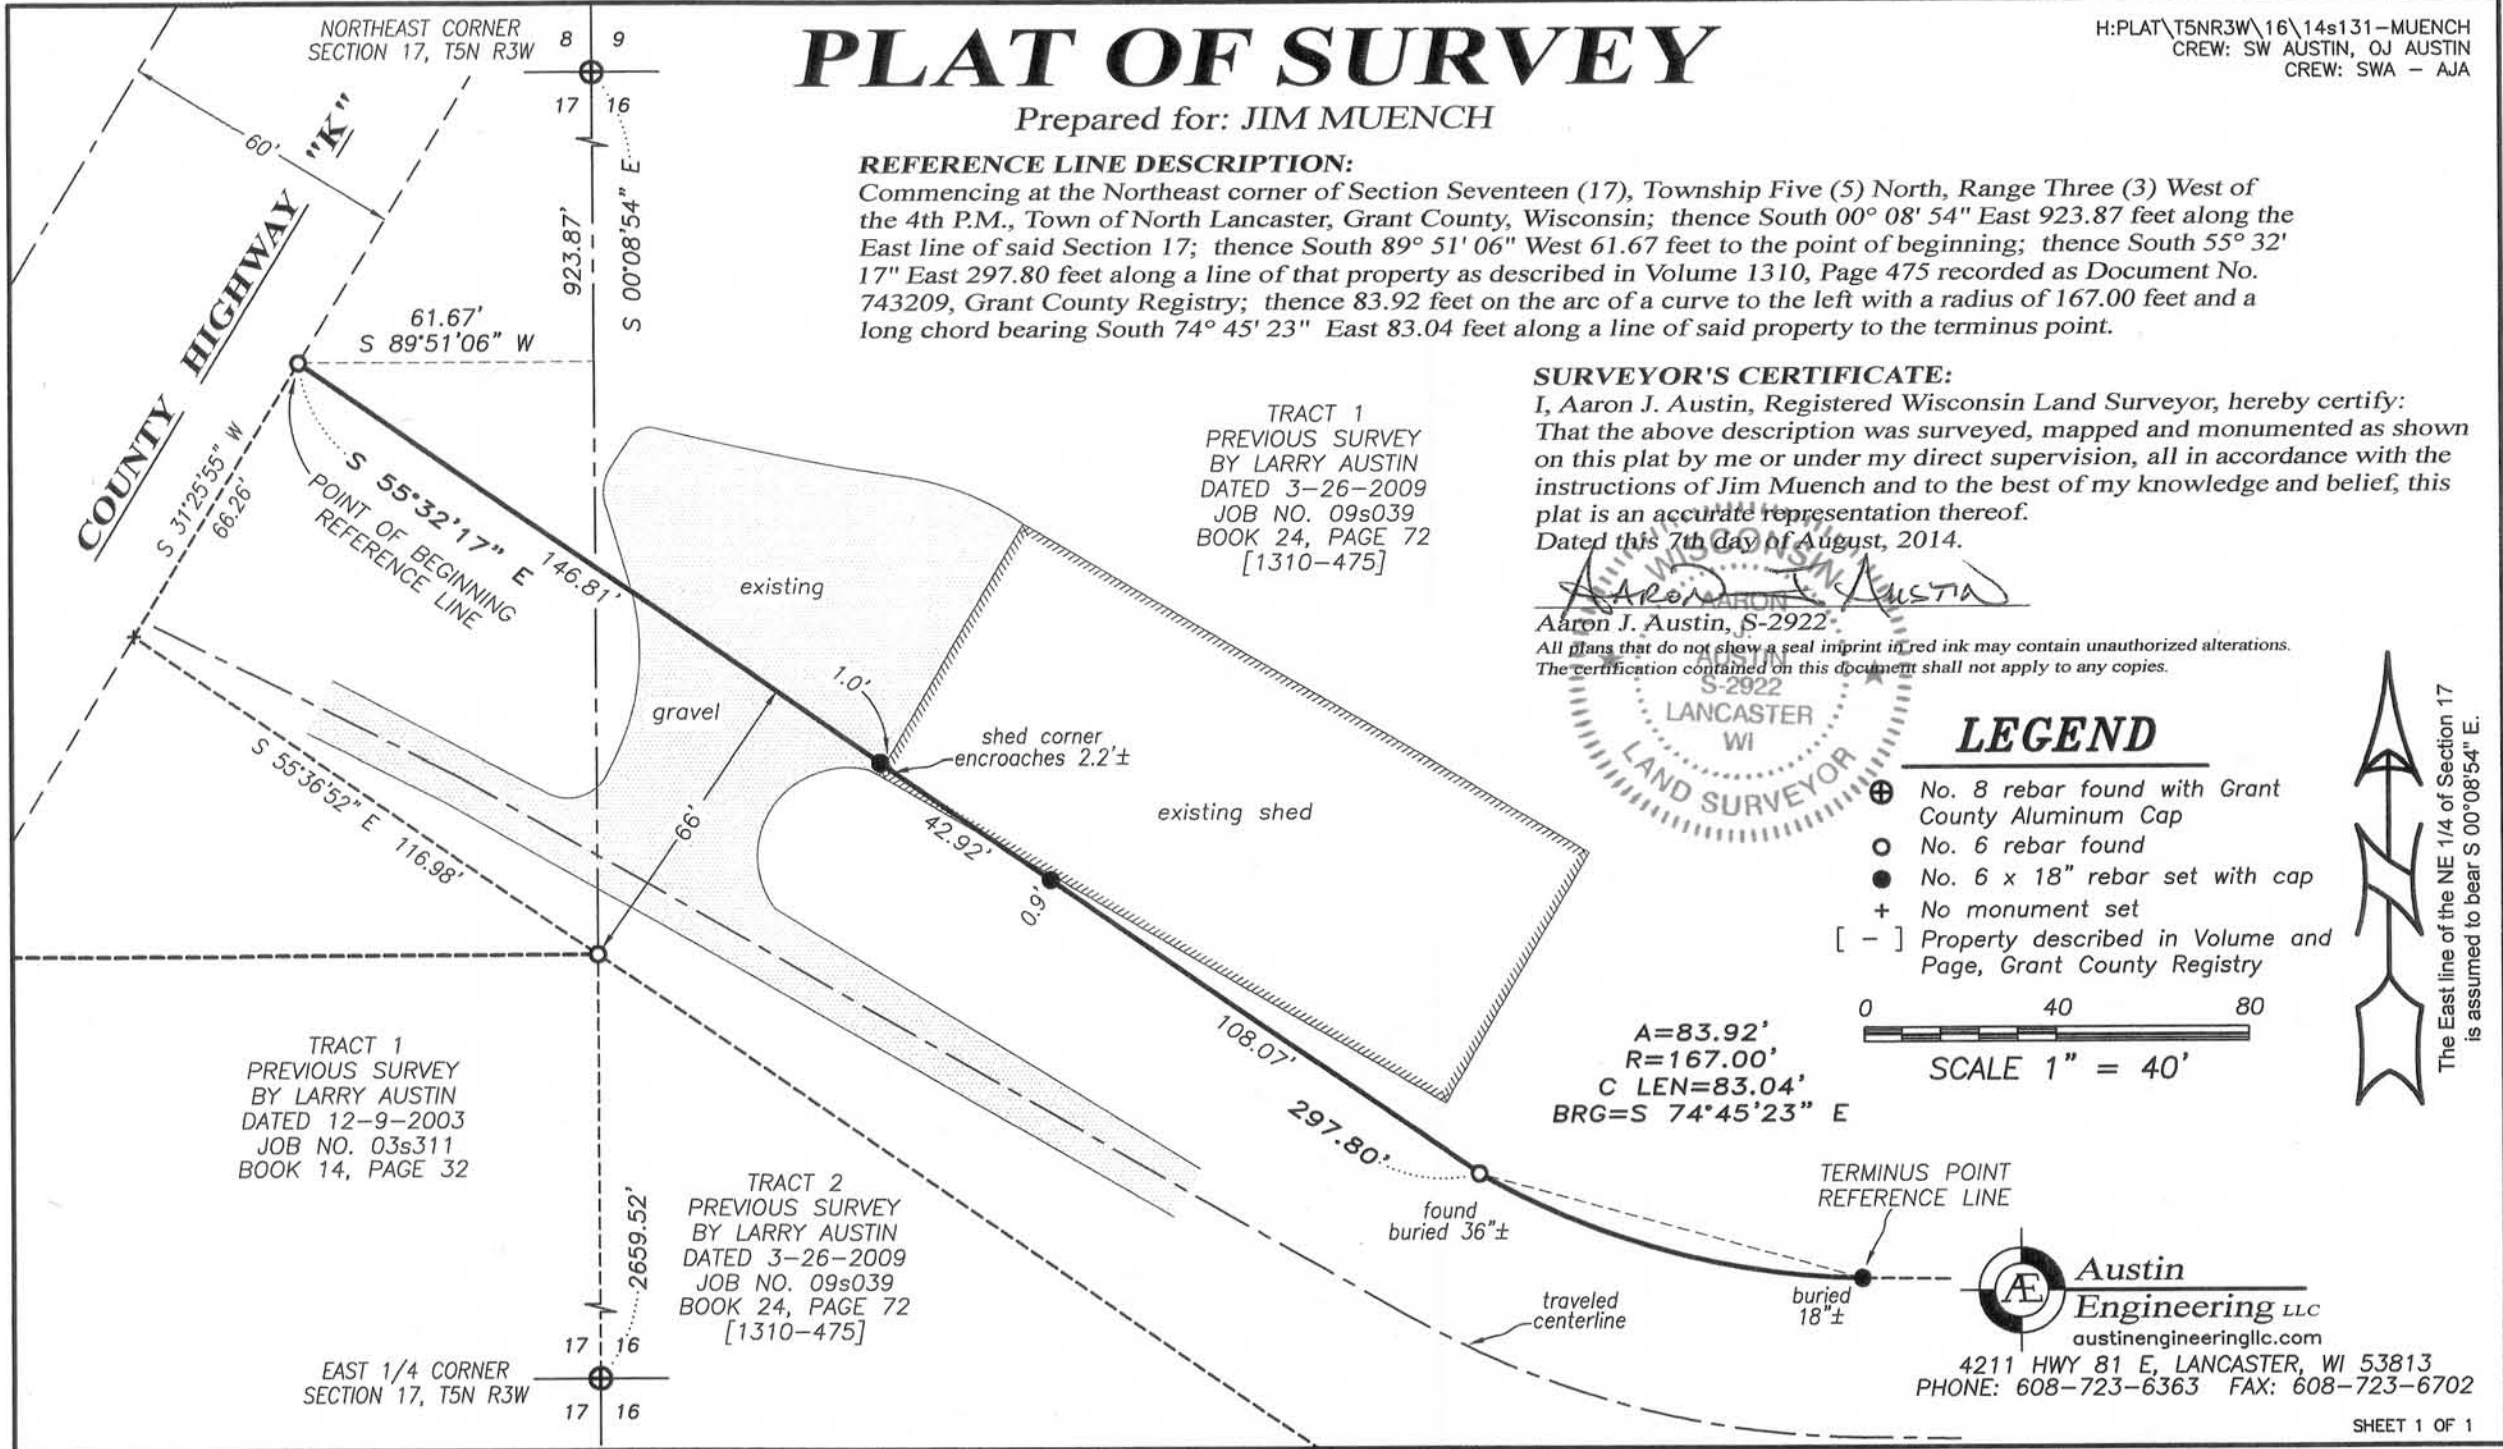 PLAT OF SURVEY
Prepared for: JIM MUENCH
H:PLAT\T5NR3W\16\14s131-MUENCH
CREW: SW AUSTIN, OJ AUSTIN
CREW: SWA - AJA
REFERENCE LINE DESCRIPTION:
Commencing at the Northeast corner of Section Seventeen (17), Township Five (5) North, Range Three (3) West of
the 4th P.M., Town of North Lancaster, Grant County, Wisconsin; thence South 00° 08' 54" East 923.87 feet along the
East line of said Section 17; thence South 89° 51' 06" West 61.67 feet to the point of beginning; thence South 55° 32'
17" East 297.80 feet along a line of that property as described in Volume 1310, Page 475 recorded as Document No.
743209, Grant County Registry; thence 83.92 feet on the arc of a curve to the left with a radius of 167.00 feet and a
long chord bearing South 74° 45' 23" East 83.04 feet along a line of said property to the terminus point.
SURVEYOR'S CERTIFICATE:
I, Aaron J. Austin, Registered Wisconsin Land Surveyor, hereby certify:
That the above description was surveyed, mapped and monumented as shown
on this plat by me or under my direct supervision, all in accordance with the
instructions of Jim Muench and to the best of my knowledge and belief, this
plat is an accurate representation thereof.
Dated this 7th day of August, 2014.
AARON J AUSTIN
Aaron J. Austin, S-2922
All plans that do not show a seal imprint in red ink may contain unauthorized alterations.
The certification contained on this document shall not apply to any copies.
WISCONSIN
AARON
J.
AUSTIN
S-2922
LANCASTER
WI
LAND SURVEYOR
LEGEND
No. 8 rebar found with Grant
County Aluminum Cap
No. 6 rebar found
No. 6 x 18" rebar set with cap
+ No monument set
[ - ] Property described in Volume and
Page, Grant County Registry
0 40 80
SCALE 1" = 40'
The East line of the NE 1/4 of Section 17
is assumed to bear S 00°08'54" E.
NORTHEAST CORNER
SECTION 17, T5N R3W
8 9
17 16
923.87'
S 00°08'54" E
60'
COUNTY HIGHWAY "K"
61.67'
S 89°51'06" W
S 31°25'55" W
66.26'
S 55°32'17" E
POINT OF BEGINNING
REFERENCE LINE
146.81'
existing
gravel
1.0'
shed corner
encroaches 2.2'±
existing shed
66'
42.92'
0.9'
S 55°36'52" E 116.98'
108.07'
297.80'
found
buried 36"±
A=83.92'
R=167.00'
C LEN=83.04'
BRG=S 74°45'23" E
TERMINUS POINT
REFERENCE LINE
buried
18"±
traveled
centerline
TRACT 1
PREVIOUS SURVEY
BY LARRY AUSTIN
DATED 3-26-2009
JOB NO. 09s039
BOOK 24, PAGE 72
[1310-475]
TRACT 1
PREVIOUS SURVEY
BY LARRY AUSTIN
DATED 12-9-2003
JOB NO. 03s311
BOOK 14, PAGE 32
TRACT 2
PREVIOUS SURVEY
BY LARRY AUSTIN
DATED 3-26-2009
JOB NO. 09s039
BOOK 24, PAGE 72
[1310-475]
2659.52'
17 16
EAST 1/4 CORNER
SECTION 17, T5N R3W
17 16
AE
Austin
Engineering LLC
austinengineeringllc.com
4211 HWY 81 E, LANCASTER, WI 53813
PHONE: 608-723-6363 FAX: 608-723-6702
SHEET 1 OF 1